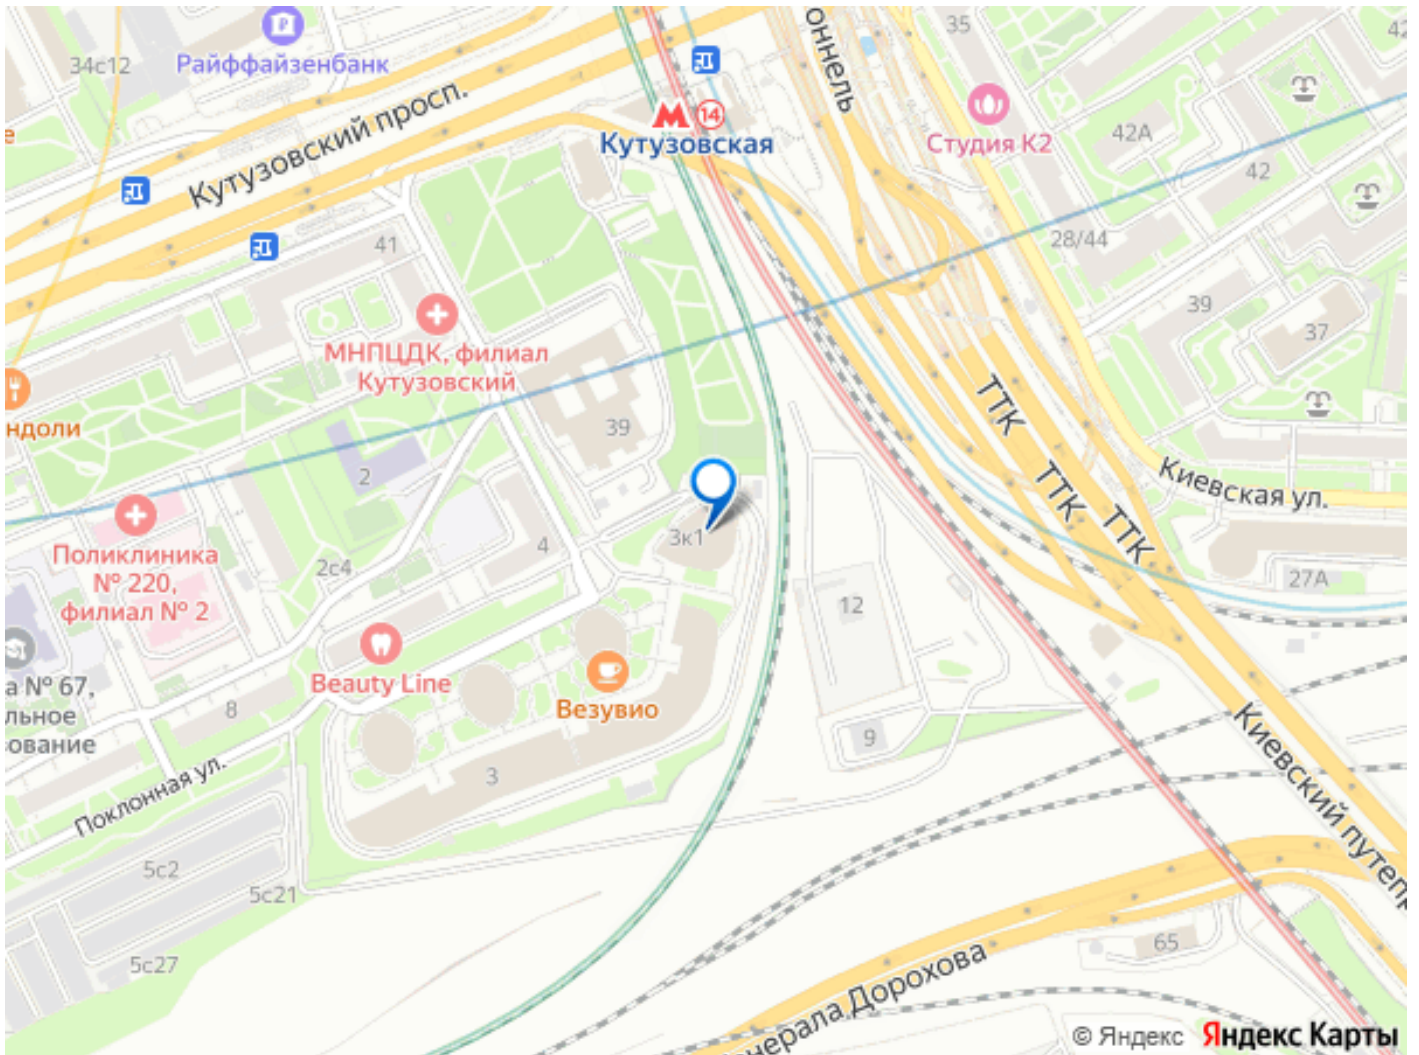 34с12
Райффайзенбанк
Кутузовский просп.
14
Кутузовская
оннель
35
Студия К2
42
42А
42
28/44
39
37
41
МНПЦДК, филиал
Кутузовский
ндоли
39
2
Поликлиника
№ 220,
филиал № 2
2с4
4
3к1
ТТК
ТТК
ТТК
Киевская ул.
27А
12
9
а № 67,
льное
ование
Beauty Line
8
Везувио
3
Поклонная ул.
5с2
5с21
5с27
Киевский путепр
65
нерала Дорохова
© Яндекс Яндекс Карты